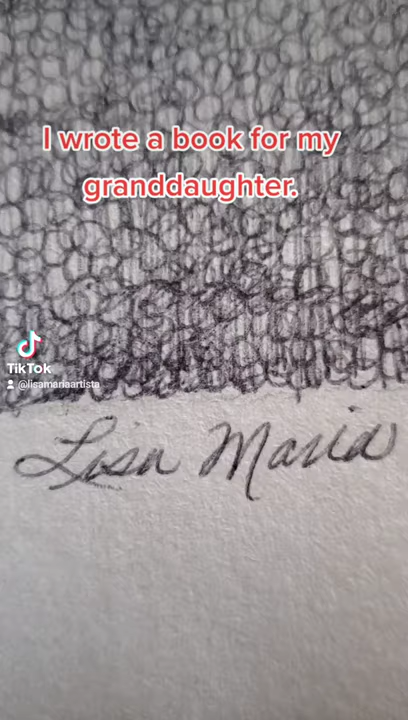 I wrote a book for my
granddaughter.
TikTok
@lisamariaartista
Lisa Maria